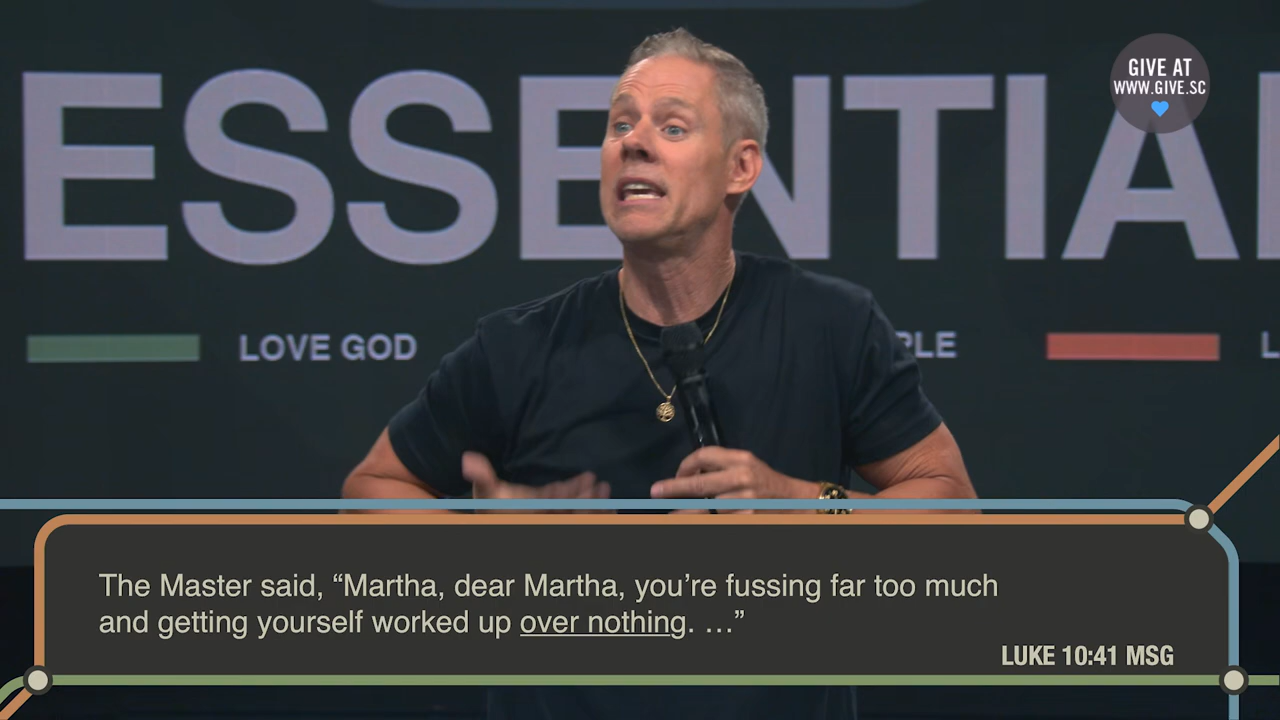 GIVE AT
WWW.GIVE.SC
ESSENTIA
LOVE GOD
PLE
L
The Master said, “Martha, dear Martha, you’re fussing far too much
and getting yourself worked up over nothing. …”
LUKE 10:41 MSG